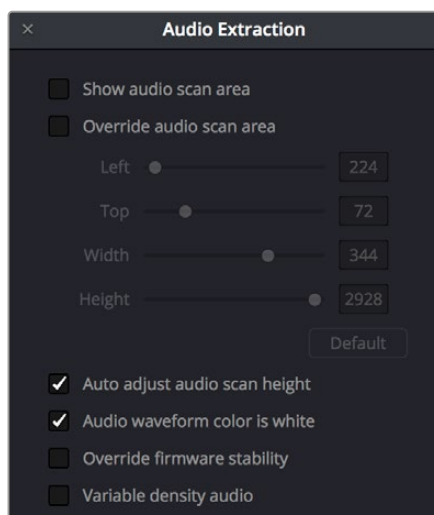 Audio Extraction
Show audio scan area
Override audio scan area
Left 224
Top 72
Width 344
Height 2928
Default
Auto adjust audio scan height
Audio waveform color is white
Override firmware stability
Variable density audio